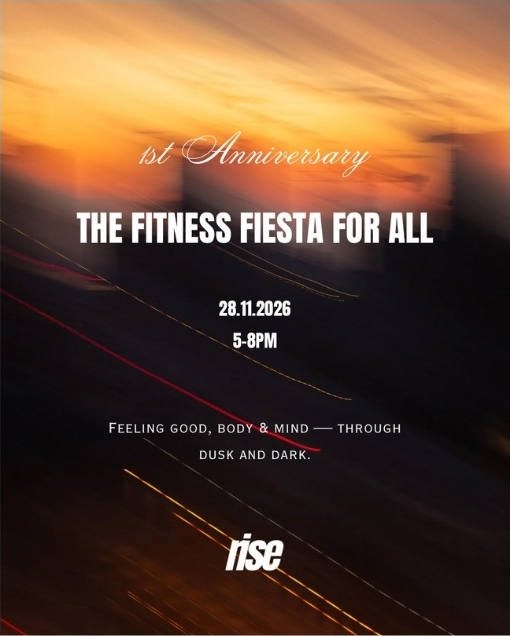 1st Anniversary
THE FITNESS FIESTA FOR ALL
28.11.2026
5-8PM
Feeling good, body & mind — through
dusk and dark.
rise